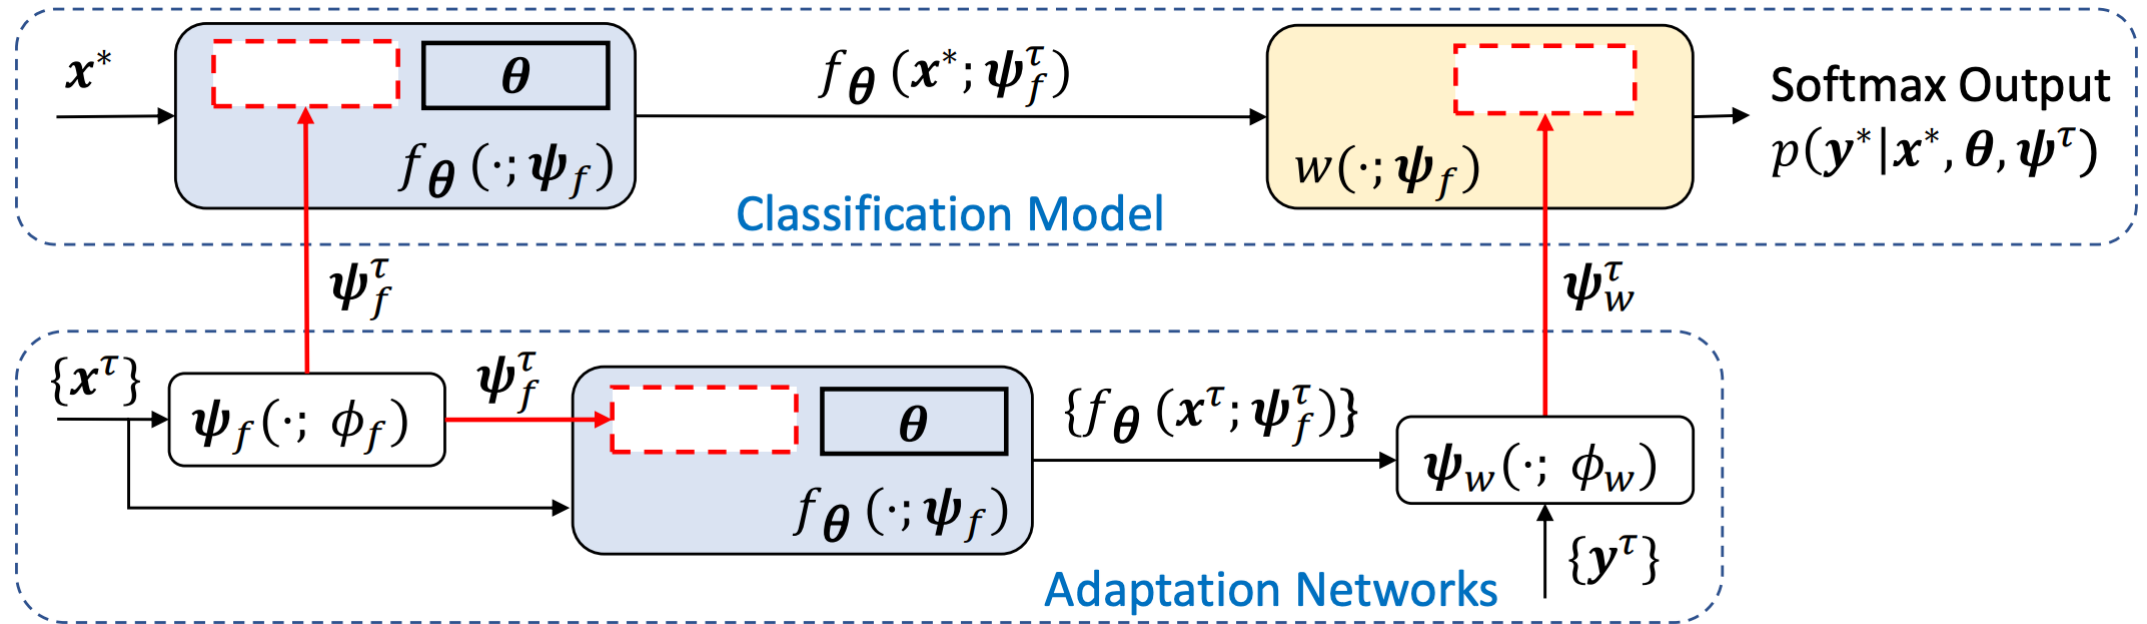 x*
θ
f_θ(·; ψ_f)
f_θ(x*; ψ_f^τ)
w(·; ψ_f)
Softmax Output
p(y*|x*, θ, ψ^τ)
Classification Model
ψ_f^τ
ψ_w^τ
{x^τ}
ψ_f(·; ϕ_f)
ψ_f^τ
θ
f_θ(·; ψ_f)
{f_θ(x^τ; ψ_f^τ)}
ψ_w(·; ϕ_w)
{y^τ}
Adaptation Networks